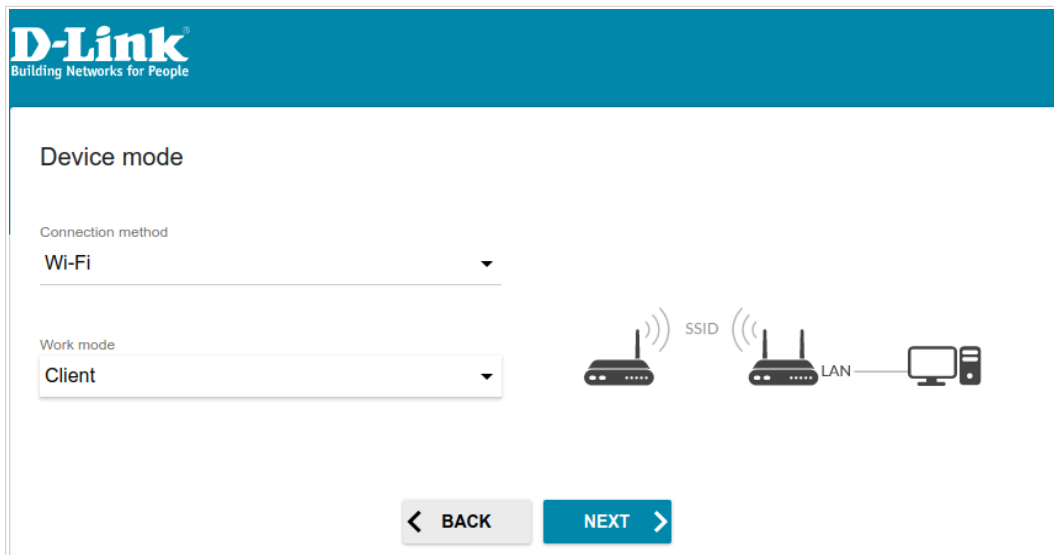 D-Link®
Building Networks for People
Device mode
Connection method
Wi-Fi
Work mode
Client
SSID
LAN
BACK
NEXT